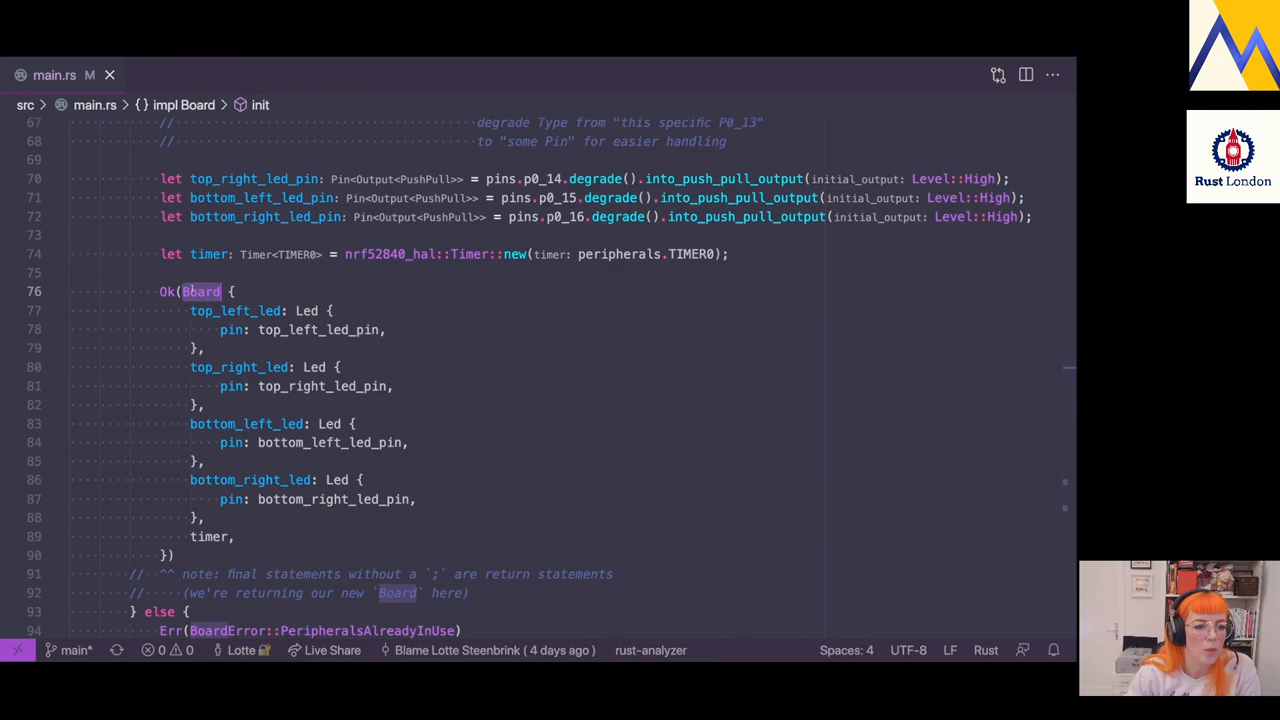 main.rs M
src > main.rs > {} impl Board > init
67 // degrade Type from "this specific P0_13"
68 // to "some Pin" for easier handling
69
70 let top_right_led_pin: Pin<Output<PushPull>> = pins.p0_14.degrade().into_push_pull_output(initial_output: Level::High);
71 let bottom_left_led_pin: Pin<Output<PushPull>> = pins.p0_15.degrade().into_push_pull_output(initial_output: Level::High);
72 let bottom_right_led_pin: Pin<Output<PushPull>> = pins.p0_16.degrade().into_push_pull_output(initial_output: Level::High);
73
74 let timer: Timer<TIMER0> = nrf52840_hal::Timer::new(timer: peripherals.TIMER0);
75
76 Ok(Board {
77 top_left_led: Led {
78 pin: top_left_led_pin,
79 },
80 top_right_led: Led {
81 pin: top_right_led_pin,
82 },
83 bottom_left_led: Led {
84 pin: bottom_left_led_pin,
85 },
86 bottom_right_led: Led {
87 pin: bottom_right_led_pin,
88 },
89 timer,
90 })
91 // ^^ note: final statements without a `;` are return statements
92 // (we're returning our new `Board` here)
93 } else {
94 Err(BoardError::PeripheralsAlreadyInUse)
main* 0 0 Lotte Live Share Blame Lotte Steenbrink ( 4 days ago ) rust-analyzer Spaces: 4 UTF-8 LF Rust
Rust London